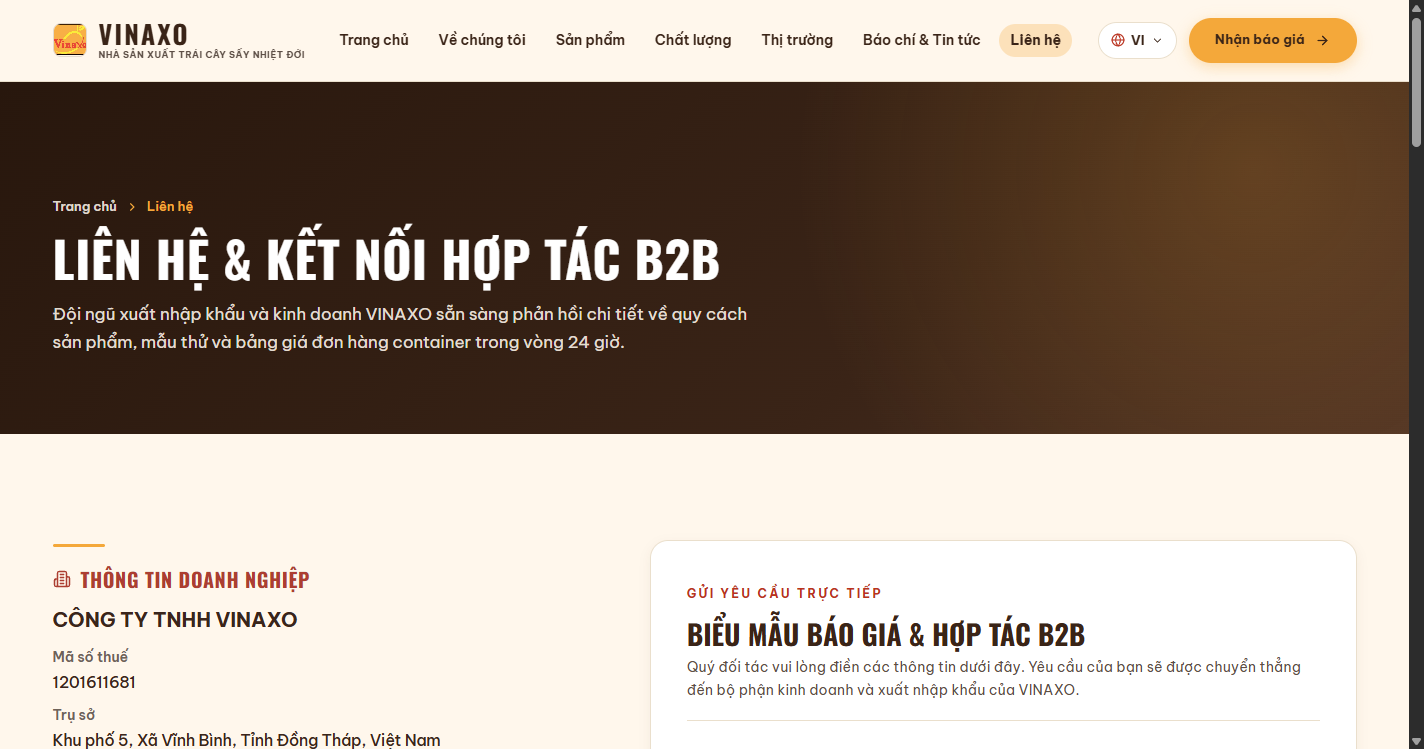 Vinaxo
VINAXO
NHÀ SẢN XUẤT TRÁI CÂY SẤY NHIỆT ĐỚI
Trang chủ
Về chúng tôi
Sản phẩm
Chất lượng
Thị trường
Báo chí & Tin tức
Liên hệ
VI
Nhận báo giá
Trang chủ > Liên hệ
LIÊN HỆ & KẾT NỐI HỢP TÁC B2B
Đội ngũ xuất nhập khẩu và kinh doanh VINAXO sẵn sàng phản hồi chi tiết về quy cách
sản phẩm, mẫu thử và bảng giá đơn hàng container trong vòng 24 giờ.
THÔNG TIN DOANH NGHIỆP
CÔNG TY TNHH VINAXO
Mã số thuế
1201611681
Trụ sở
Khu phố 5, Xã Vĩnh Bình, Tỉnh Đồng Tháp, Việt Nam
GỬI YÊU CẦU TRỰC TIẾP
BIỂU MẪU BÁO GIÁ & HỢP TÁC B2B
Quý đối tác vui lòng điền các thông tin dưới đây. Yêu cầu của bạn sẽ được chuyển thẳng
đến bộ phận kinh doanh và xuất nhập khẩu của VINAXO.